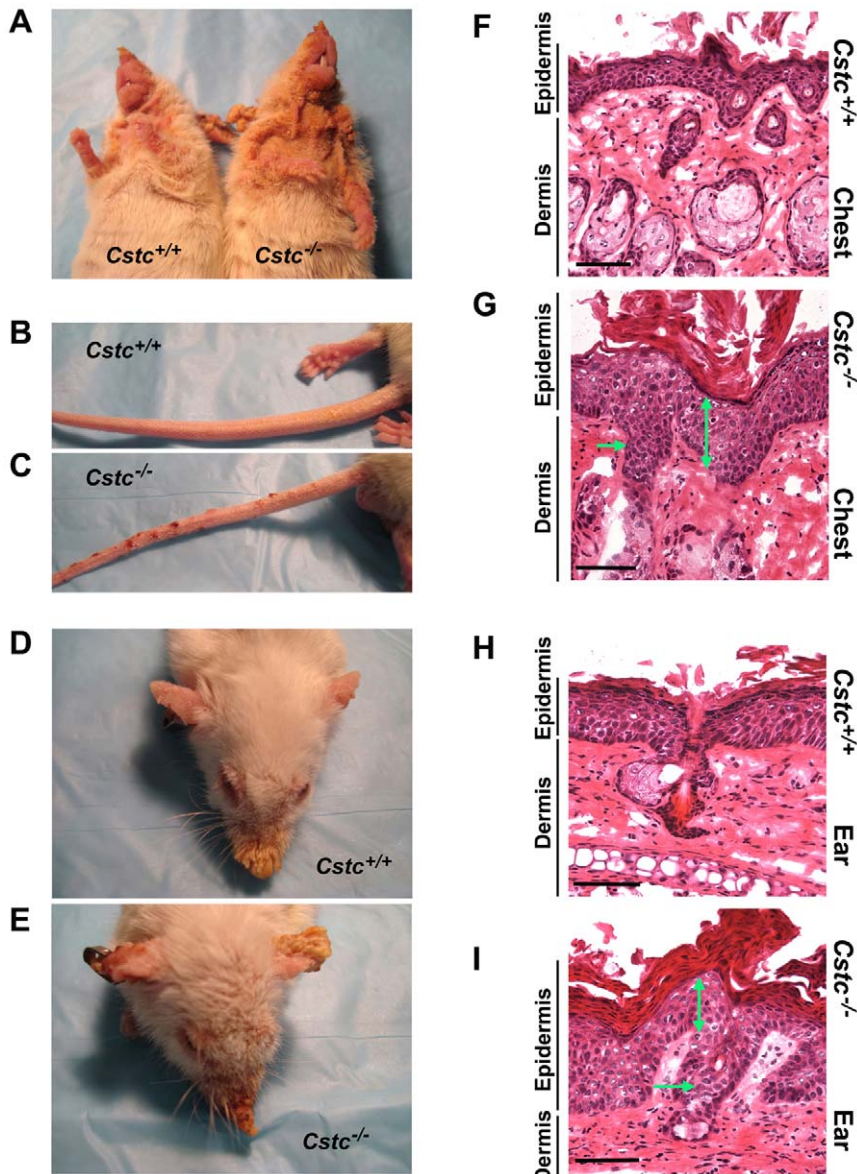 A
Cstc+/+
Cstc-/-
B
Cstc+/+
C
Cstc-/-
D
Cstc+/+
E
Cstc-/-
F
Epidermis
Dermis
Cstc+/+
Chest
G
Epidermis
Dermis
Cstc-/-
Chest
H
Epidermis
Dermis
Cstc+/+
Ear
I
Epidermis
Dermis
Cstc-/-
Ear